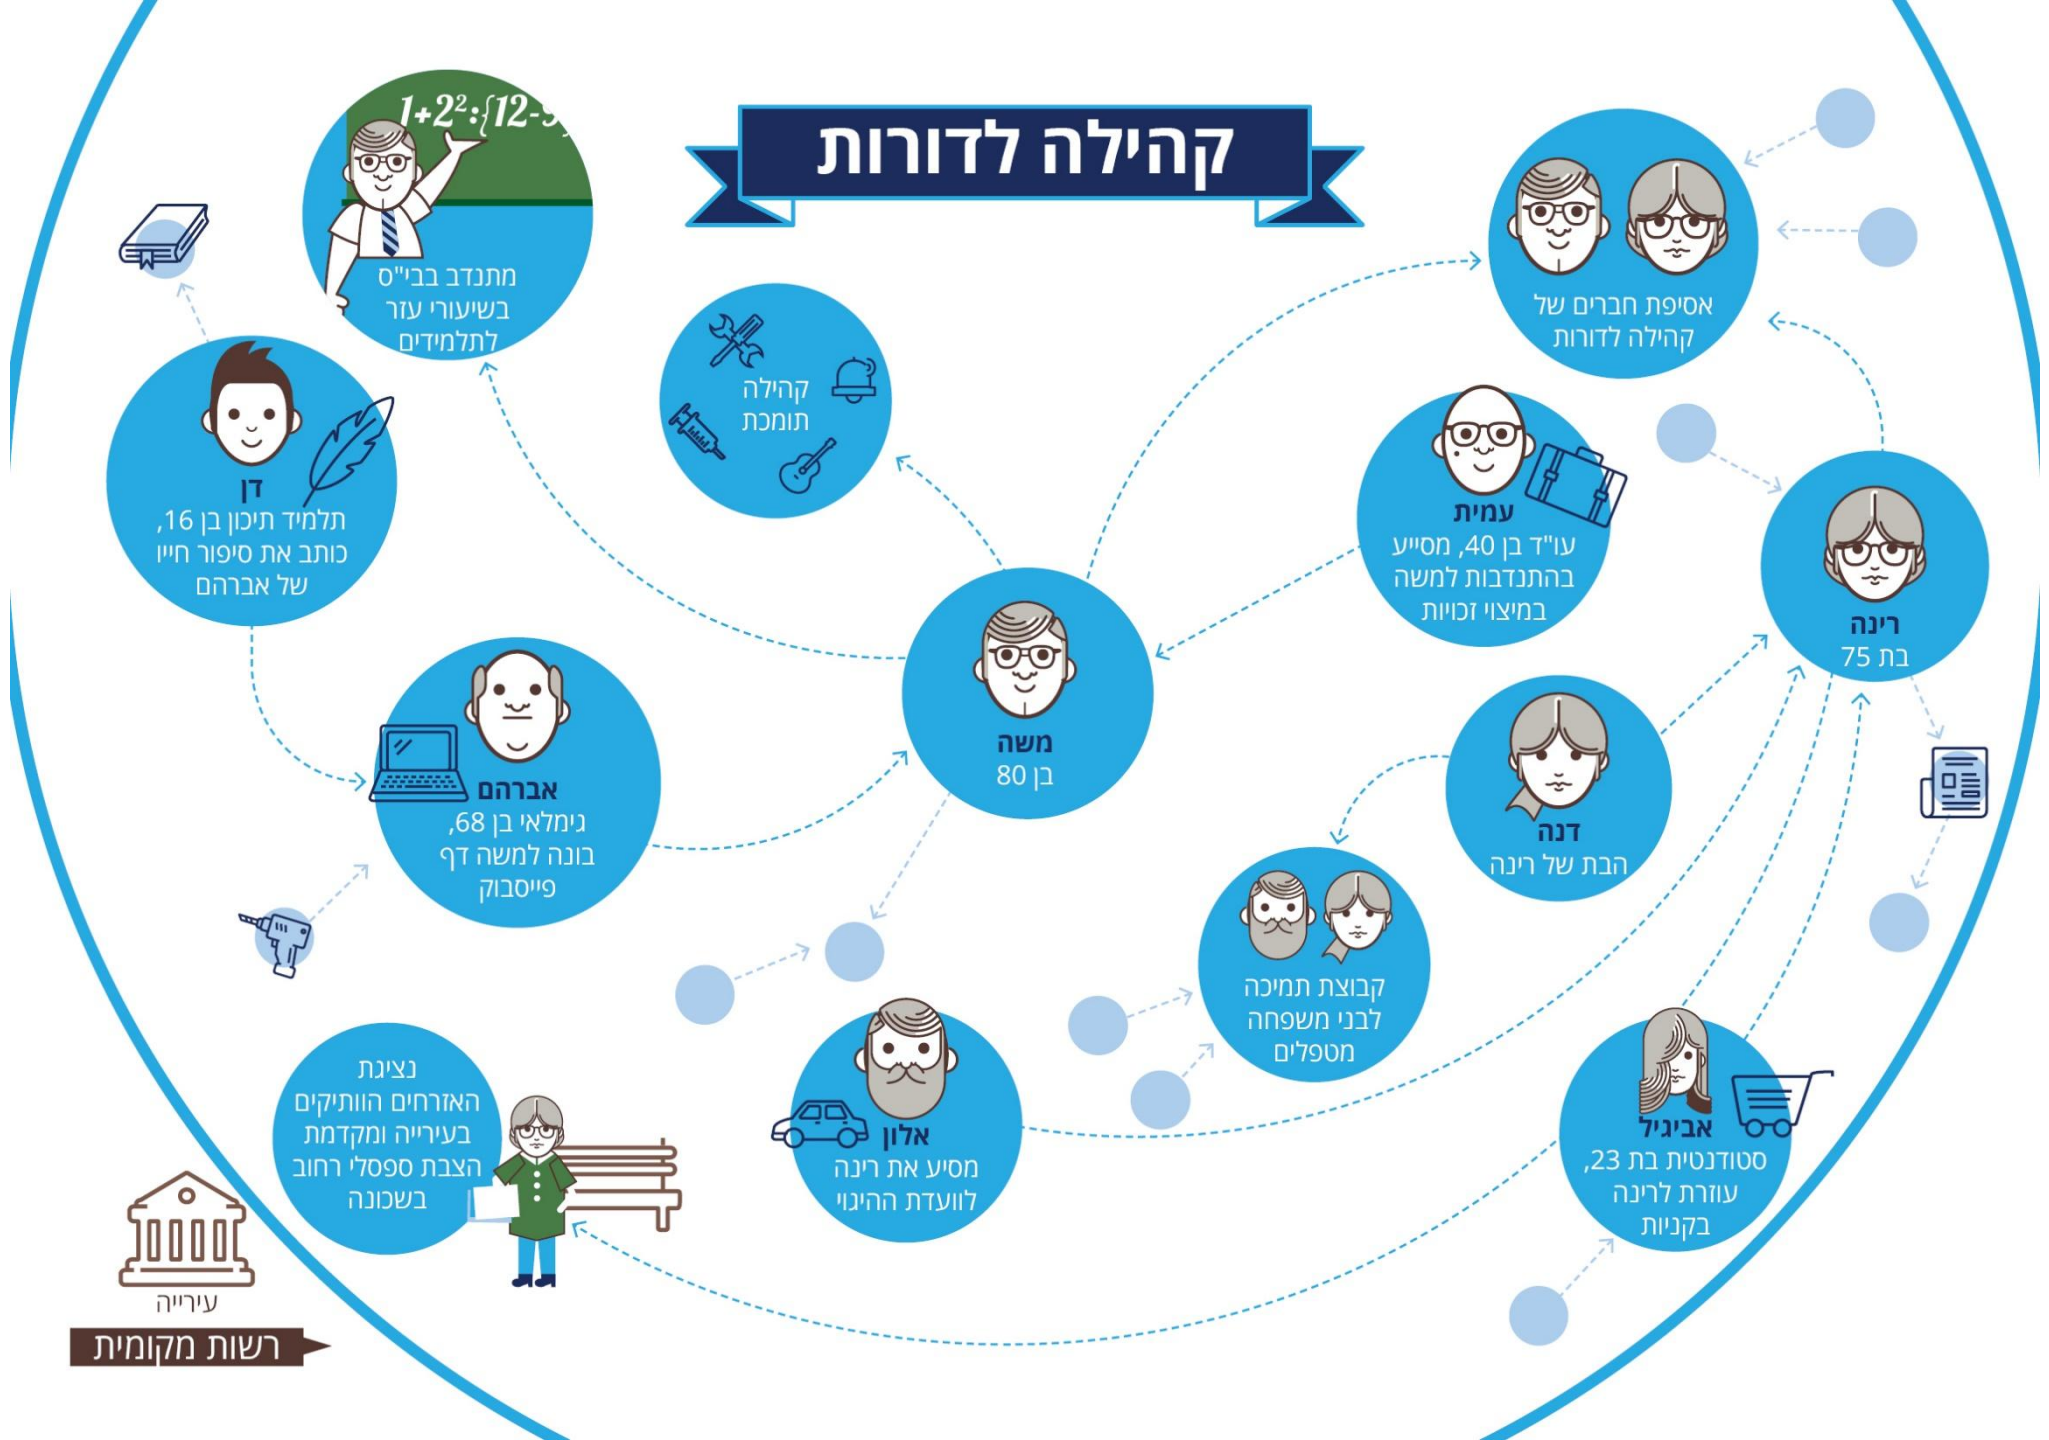 קהילה לדורות
1+2²:{12-9}
מתנדב בבי"ס
בשיעורי עזר
לתלמידים
אסיפת חברים של
קהילה לדורות
קהילה
תומכת
עמית
עו"ד בן 40, מסייע
בהתנדבות למשה
במיצוי זכויות
רינה
בת 75
דן
תלמיד תיכון בן 16,
כותב את סיפור חייו
של אברהם
משה
בן 80
אברהם
גימלאי בן 68,
בונה למשה דף
פייסבוק
דנה
הבת של רינה
קבוצת תמיכה
לבני משפחה
מטפלים
אביגיל
סטודנטית בת 23,
עוזרת לרינה
בקניות
אלון
מסיע את רינה
לוועדת ההיגוי
נציגת
האזרחים הוותיקים
בעירייה ומקדמת
הצבת ספסלי רחוב
בשכונה
עירייה
רשות מקומית